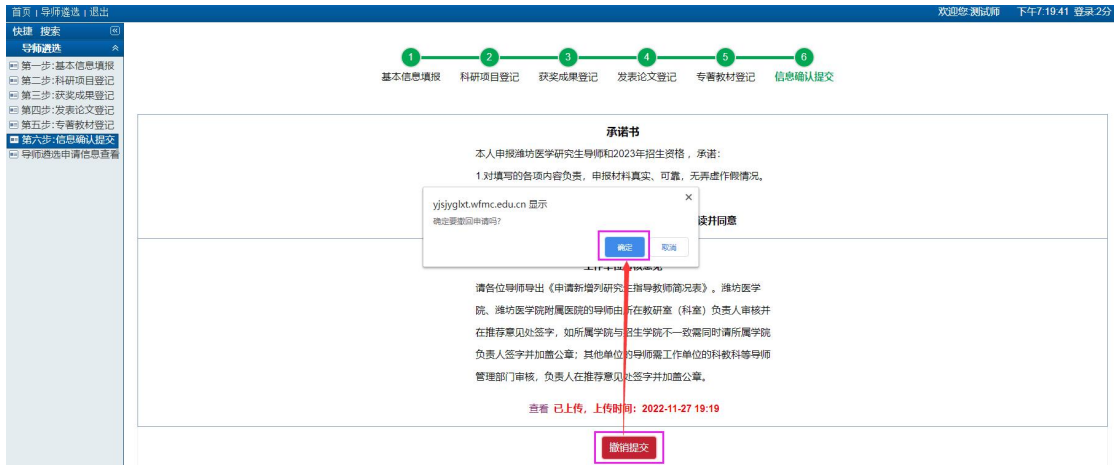 首页 | 导师遴选 | 退出
欢迎您:测试师 下午7:19:41 登录:2分
快捷 搜索
导师遴选
第一步:基本信息填报
第二步:科研项目登记
第三步:获奖成果登记
第四步:发表论文登记
第五步:专著教材登记
第六步:信息确认提交
导师遴选申请信息查看
1 2 3 4 5 6
基本信息填报 科研项目登记 获奖成果登记 发表论文登记 专著教材登记 信息确认提交
承诺书
本人申报潍坊医学研究生导师和2023年招生资格，承诺：
1.对填写的各项内容负责，申报材料真实、可靠，无弄虚作假情况。
yjsjyglxt.wfmc.edu.cn 显示
确定要撤回申请吗?
确定 取消
读并同意
请各位导师导出《申请新增列研究生指导教师简况表》。潍坊医学
院、潍坊医学院附属医院的导师由所在教研室（科室）负责人审核并
在推荐意见处签字，如所属学院与招生学院不一致需同时请所属学院
负责人签字并加盖公章；其他单位的导师需工作单位的科教科等导师
管理部门审核，负责人在推荐意见处签字并加盖公章。
查看 已上传，上传时间：2022-11-27 19:19
撤销提交